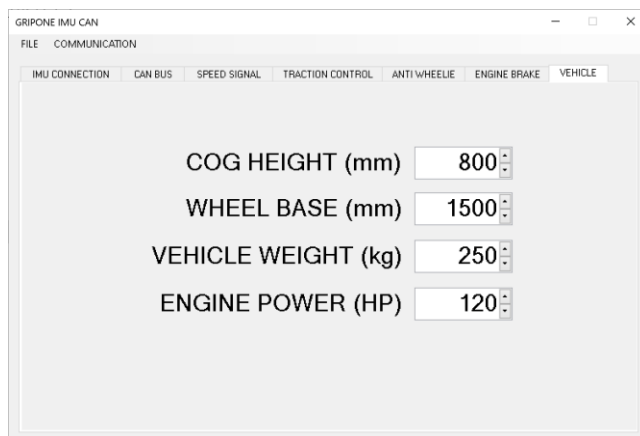 GRIPONE IMU CAN
FILE COMMUNICATION
IMU CONNECTION CAN BUS SPEED SIGNAL TRACTION CONTROL ANTI WHEELIE ENGINE BRAKE VEHICLE
COG HEIGHT (mm) 800
WHEEL BASE (mm) 1500
VEHICLE WEIGHT (kg) 250
ENGINE POWER (HP) 120